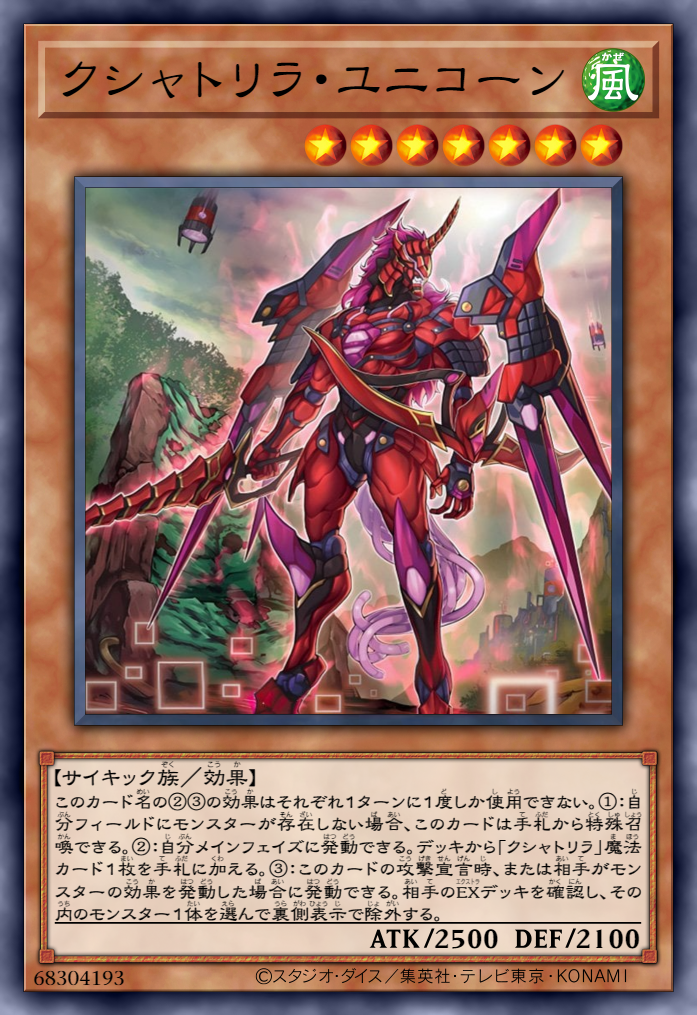 クシャトリラ・ユニコーン
風
【サイキック族／効果】
このカード名の②③の効果はそれぞれ1ターンに1度しか使用できない。①：自
分フィールドにモンスターが存在しない場合、このカードは手札から特殊召
喚できる。②：自分メインフェイズに発動できる。デッキから「クシャトリラ」魔法
カード1枚を手札に加える。③：このカードの攻撃宣言時、または相手がモン
スターの効果を発動した場合に発動できる。相手のEXデッキを確認し、その
内のモンスター1体を選んで裏側表示で除外する。
ATK/2500 DEF/2100
68304193 ©スタジオ・ダイス／集英社・テレビ東京・KONAMI